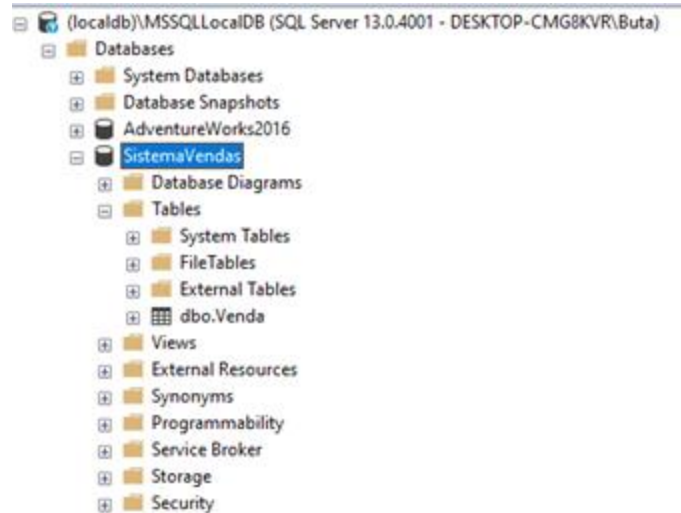 (localdb)\MSSQLLocalDB (SQL Server 13.0.4001 - DESKTOP-CMG8KVR\Buta)
Databases
System Databases
Database Snapshots
AdventureWorks2016
SistemaVendas
Database Diagrams
Tables
System Tables
FileTables
External Tables
dbo.Venda
Views
External Resources
Synonyms
Programmability
Service Broker
Storage
Security